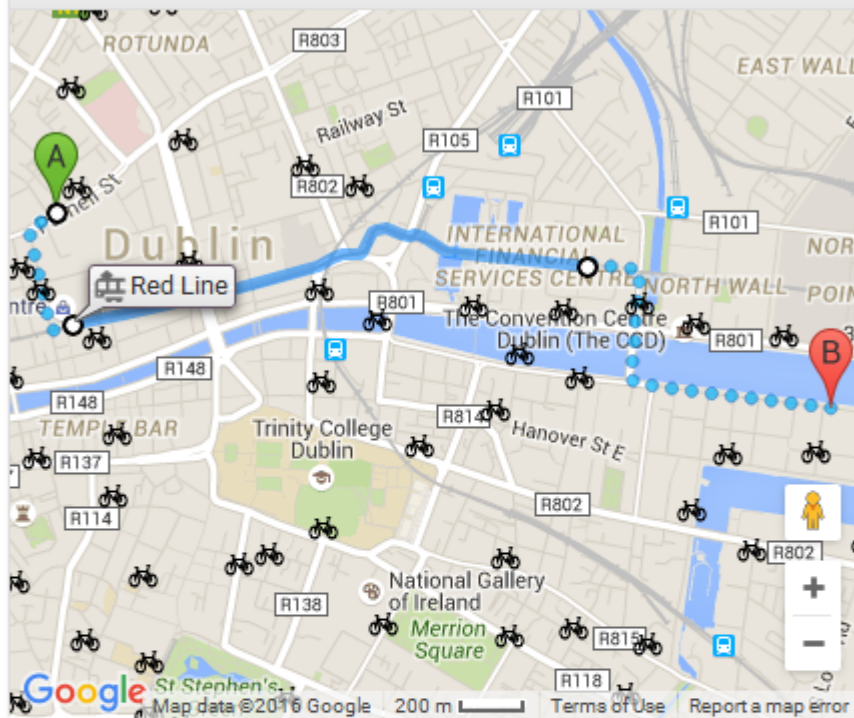 ROTUNDA
R803
EAST WALL
R101
Railway St
R105
R802
A
R101
Dublin
INTERNATIONAL
FINANCIAL
SERVICES CENTRE
NORTH WALL
Red Line
R801
The Convention Centre
Dublin (The CCD)
R801
B
R148
R148
TEMPLE BAR
R814
Trinity College
Dublin
Hanover St E
R137
R802
R114
R802
National Gallery
of Ireland
R138
Merrion
Square
R815
+
−
R118
Google
St Stephen's
Map data ©2016 Google
200 m
Terms of Use
Report a map error